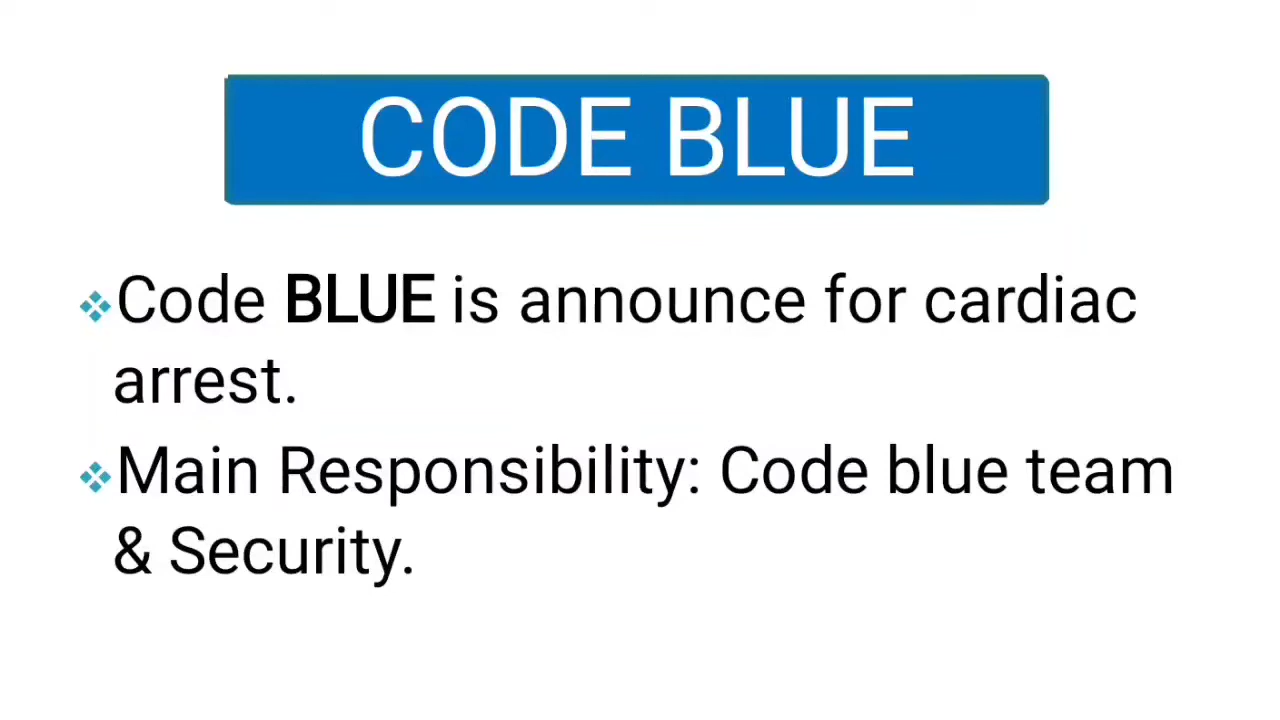 CODE BLUE
❖Code BLUE is announce for cardiac
arrest.
❖Main Responsibility: Code blue team
& Security.